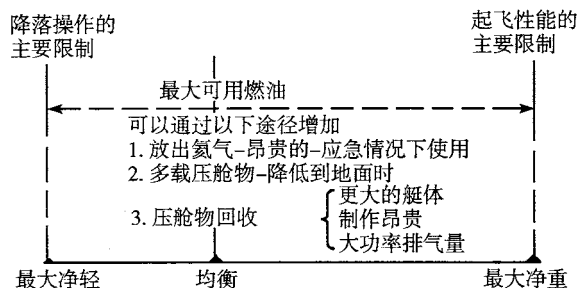 降落操作的
主要限制
起飞性能的
主要限制
最大可用燃油
可以通过以下途径增加
1. 放出氦气-昂贵的-应急情况下使用
2. 多载压舱物-降低到地面时
3. 压舱物回收
更大的艇体
制作昂贵
大功率排气量
最大净轻
均衡
最大净重